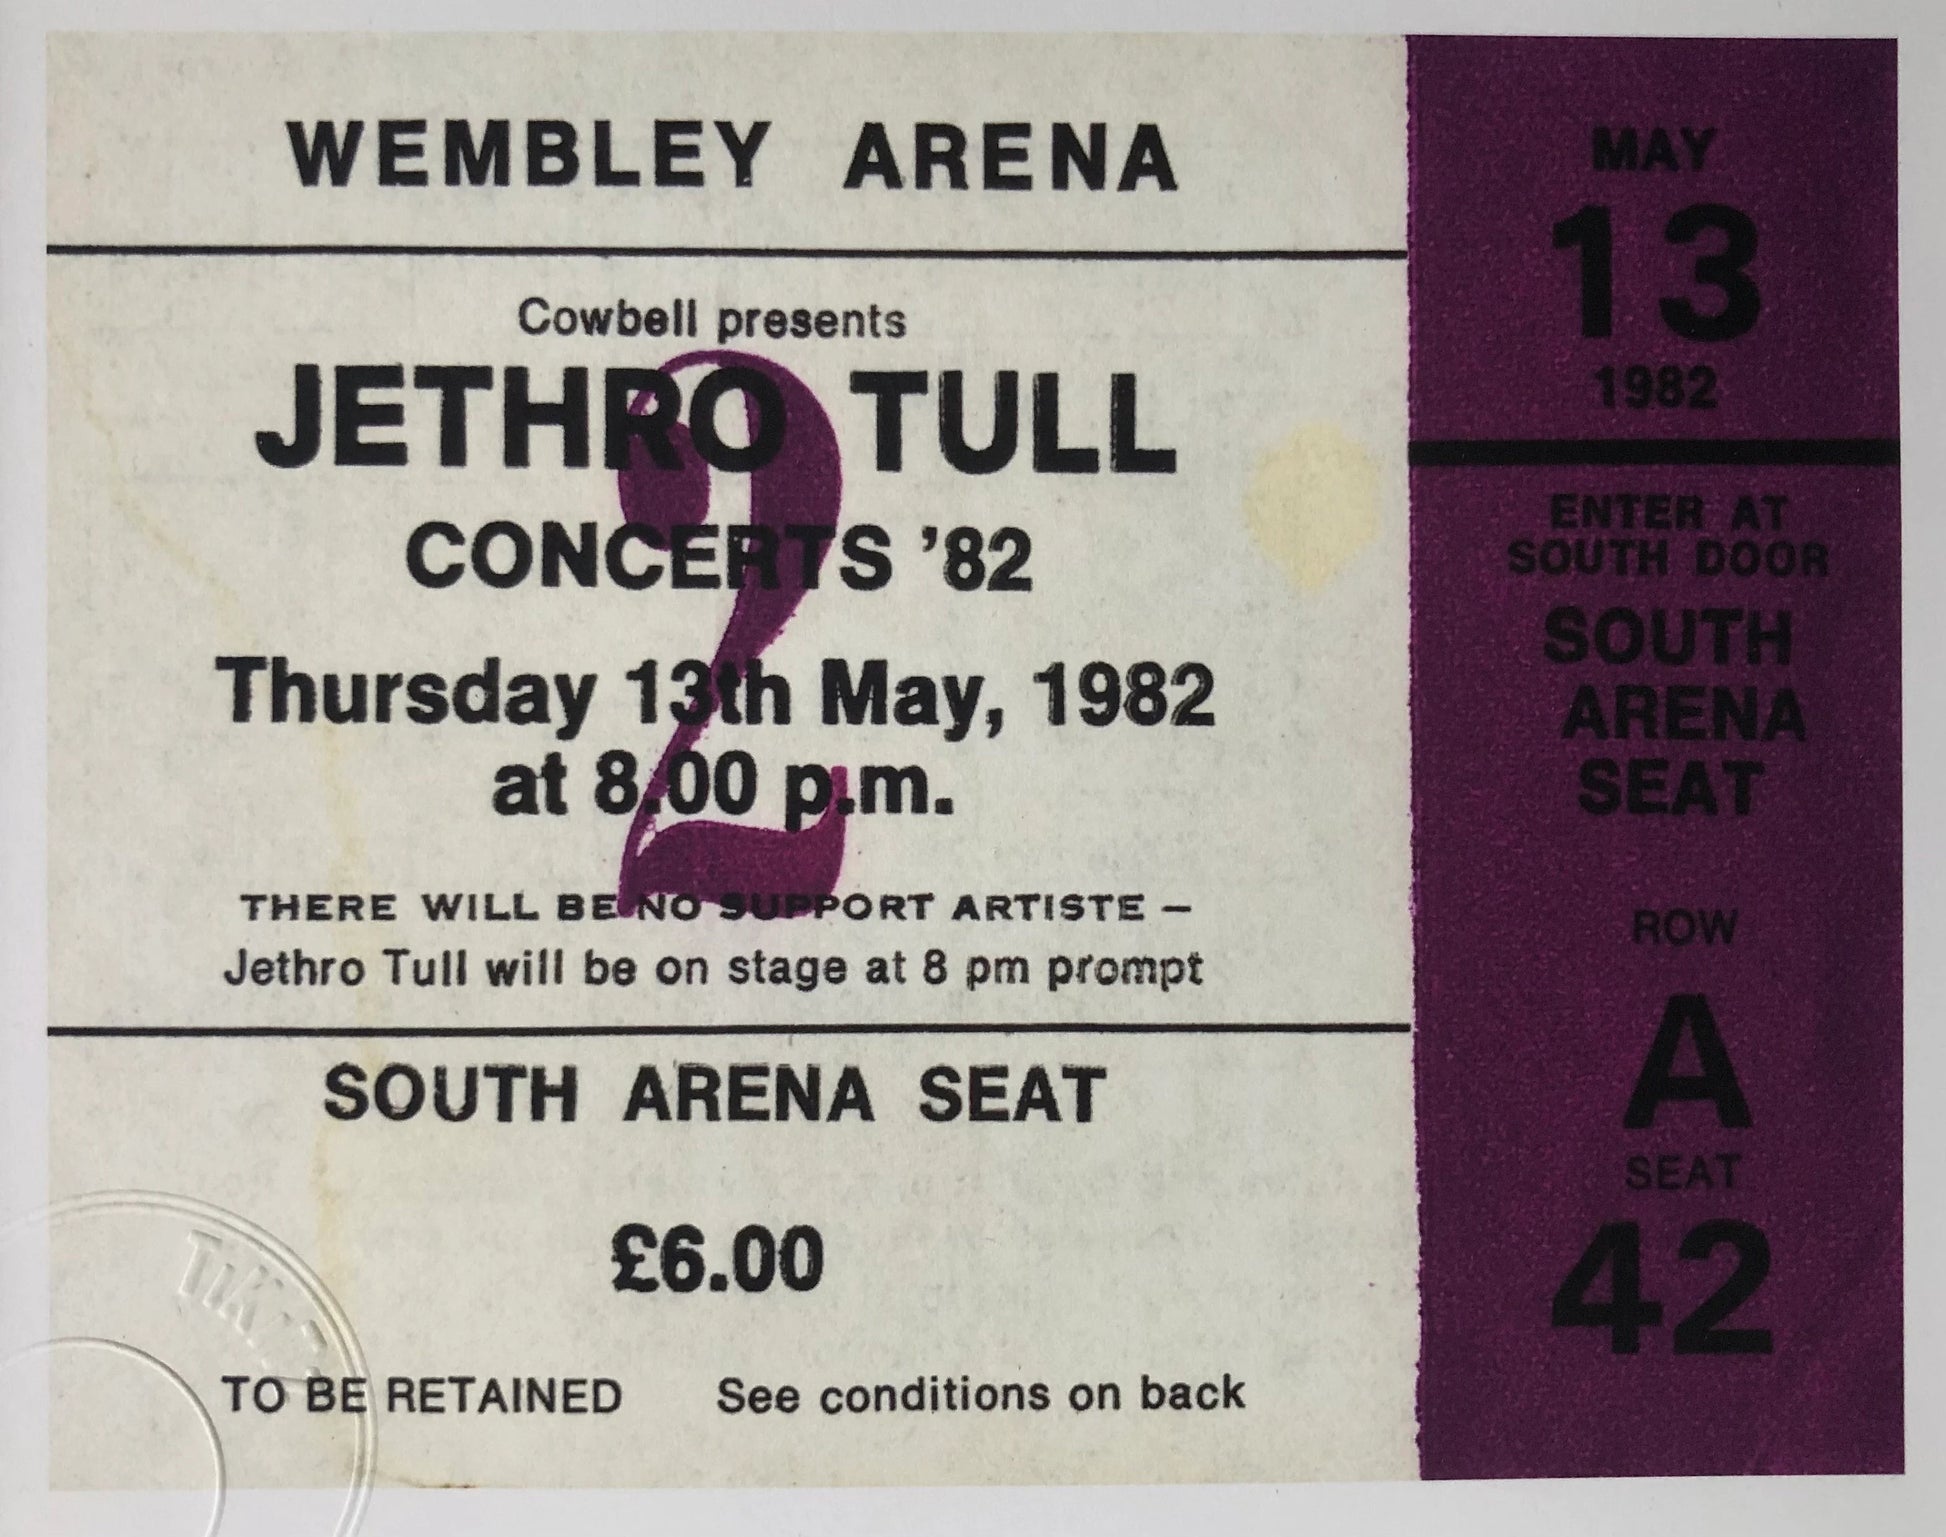 WEMBLEY ARENA
Cowbell presents
JETHRO TULL
CONCERTS '82
2
Thursday 13th May, 1982
at 8.00 p.m.
THERE WILL BE NO SUPPORT ARTISTE –
Jethro Tull will be on stage at 8 pm prompt
SOUTH ARENA SEAT
£6.00
TO BE RETAINED See conditions on back
MAY
13
1982
ENTER AT
SOUTH DOOR
SOUTH
ARENA
SEAT
ROW
A
SEAT
42